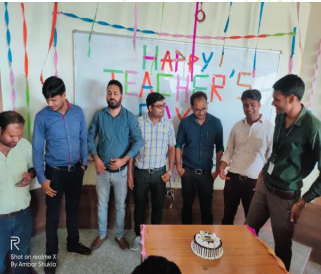 HAPPY
TEACHER'S
DAY
R
Shot on realme X
By Ambar Shukla